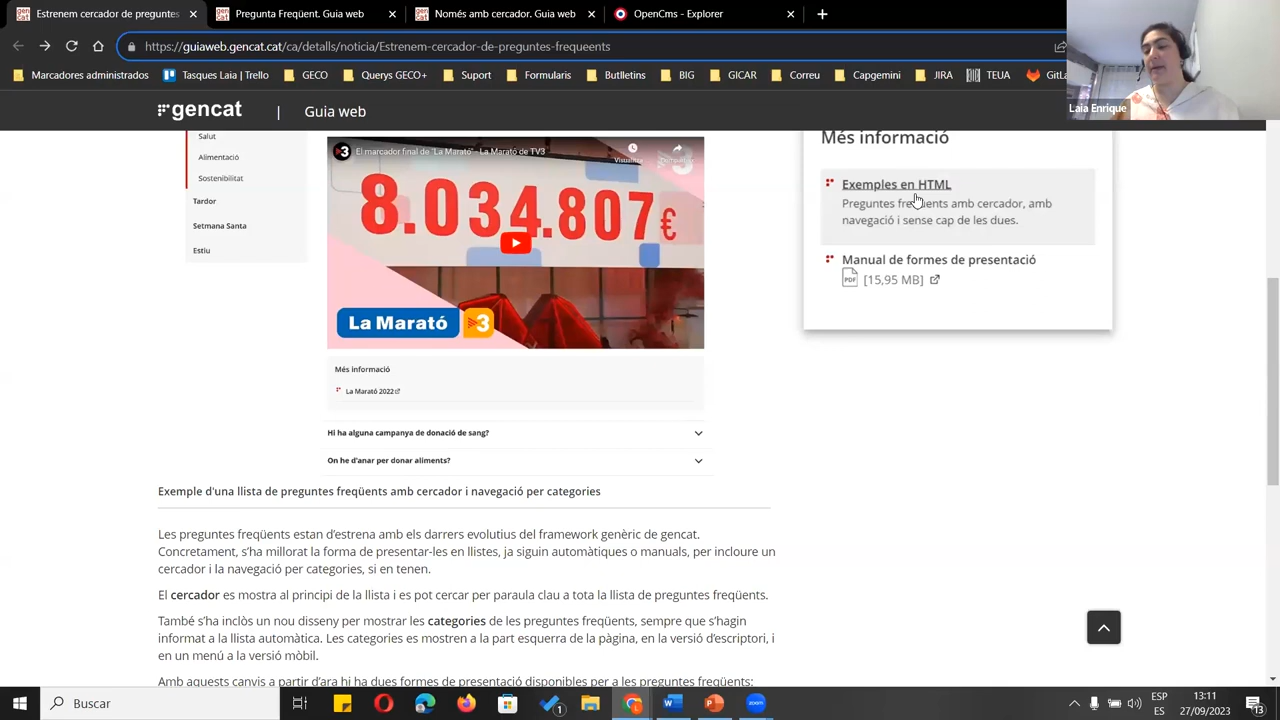 Estrenem cercador de preguntes
Preguntes freqüents. gencat
Només amb cercador. gencat
OpenCms - Explorer
https://guiaweb.gencat.cat/ca/detalls/noticia/Estrenem-cercador-de-preguntes-frequeents
Marcadores administrados
Tasques Laia | Trello
GECO
Querys GECO
Suport
Formularis
Butlletins
BIG
GICAR
Correu
Capgemini
JIRA
TEUA
GitLa
Laia Enrique
gencat | Guia web
Salut
Alimentació
Sostenibilitat
Tardor
Setmana Santa
Estiu
El marcador final de "La Marató" - La Marató de TV3
8.034.807€
La Marató 3
Més informació
La Marató 2022
Hi ha alguna campanya de donació de sang?
On he d'anar per donar aliments?
Més informació
Exemples en HTML
Preguntes freqüents amb cercador, amb
navegació i sense cap de les dues.
Manual de formes de presentació
PDF [15,95 MB]
Exemple d'una llista de preguntes freqüents amb cercador i navegació per categories
Les preguntes freqüents estan d'estrena amb els darrers evolutius del framework genèric de gencat.
Concretament, s'ha millorat la forma de presentar-les en llistes, ja siguin automàtiques o manuals, per incloure un
cercador i la navegació per categories, si en tenen.
El cercador es mostra al principi de la llista i es pot cercar per paraula clau a tota la llista de preguntes freqüents.
També s'ha inclòs un nou disseny per mostrar les categories de les preguntes freqüents, sempre que s'hagin
informat a la llista automàtica. Les categories es mostren a la part esquerra de la pàgina, en la versió d'escriptori, i
en un menú a la versió mòbil.
Amb aquests canvis a partir d'ara hi ha dues formes de presentació disponibles per a les preguntes freqüents:
Buscar
1
zoom
ESP
ES
13:11
27/09/2023
13